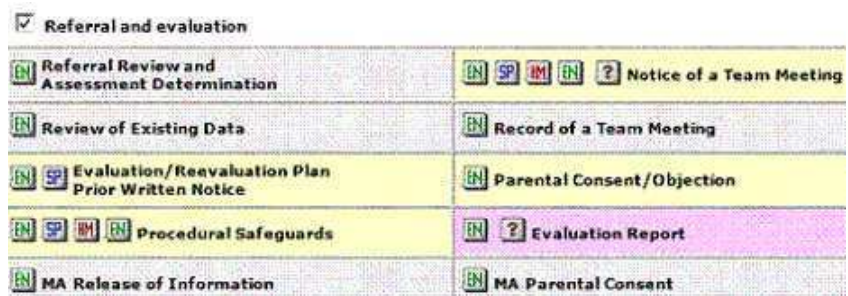 Referral and evaluation
EN Referral Review and
Assessment Determination
EN SP HM EN ? Notice of a Team Meeting
EN Review of Existing Data
EN Record of a Team Meeting
EN SP Evaluation/Reevaluation Plan
Prior Written Notice
EN Parental Consent/Objection
EN SP HM EN Procedural Safeguards
EN ? Evaluation Report
EN MA Release of Information
EN MA Parental Consent